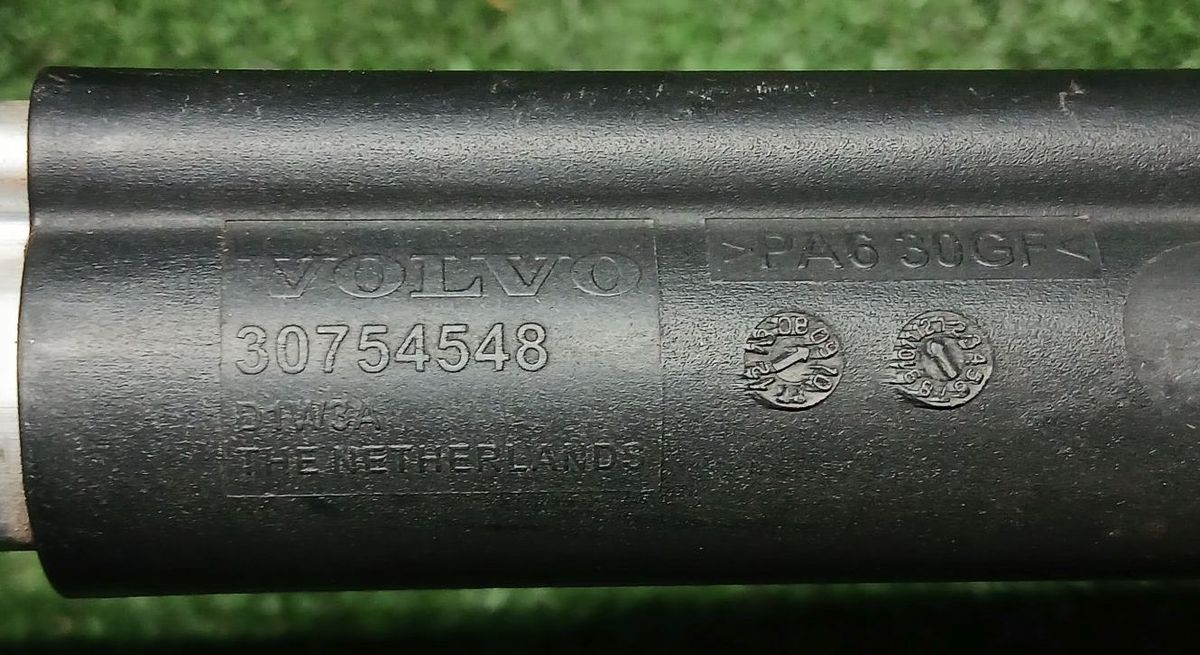 VOLVO
30754548
D1W3A
THE NETHERLANDS
>PA6 30GF<